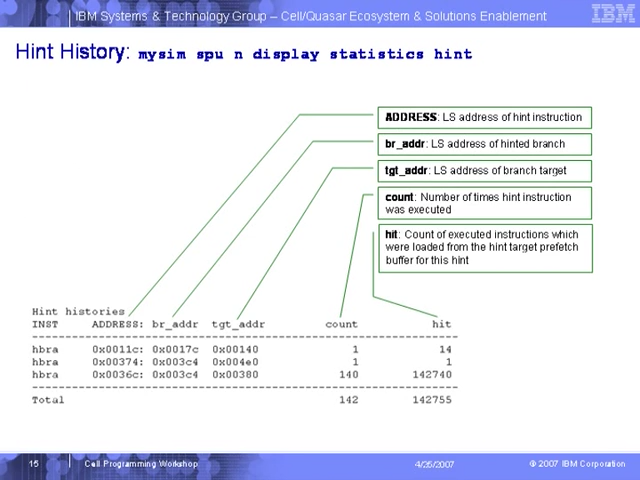 IBM Systems & Technology Group – Cell/Quasar Ecosystem & Solutions Enablement
IBM
Hint History: mysim spu n display statistics hint
ADDRESS: LS address of hint instruction
br_addr: LS address of hinted branch
tgt_addr: LS address of branch target
count: Number of times hint instruction
was executed
hit: Count of executed instructions which
were loaded from the hint target prefetch
buffer for this hint
Hint histories
INST ADDRESS: br_addr tgt_addr count hit
hbra 0x0011c: 0x0017c 0x00140 1 14
hbra 0x00374: 0x003c4 0x004e0 1 1
hbra 0x0036c: 0x003c4 0x00380 140 142740
Total 142 142755
15 Cell Programming Workshop 4/26/2007 © 2007 IBM Corporation